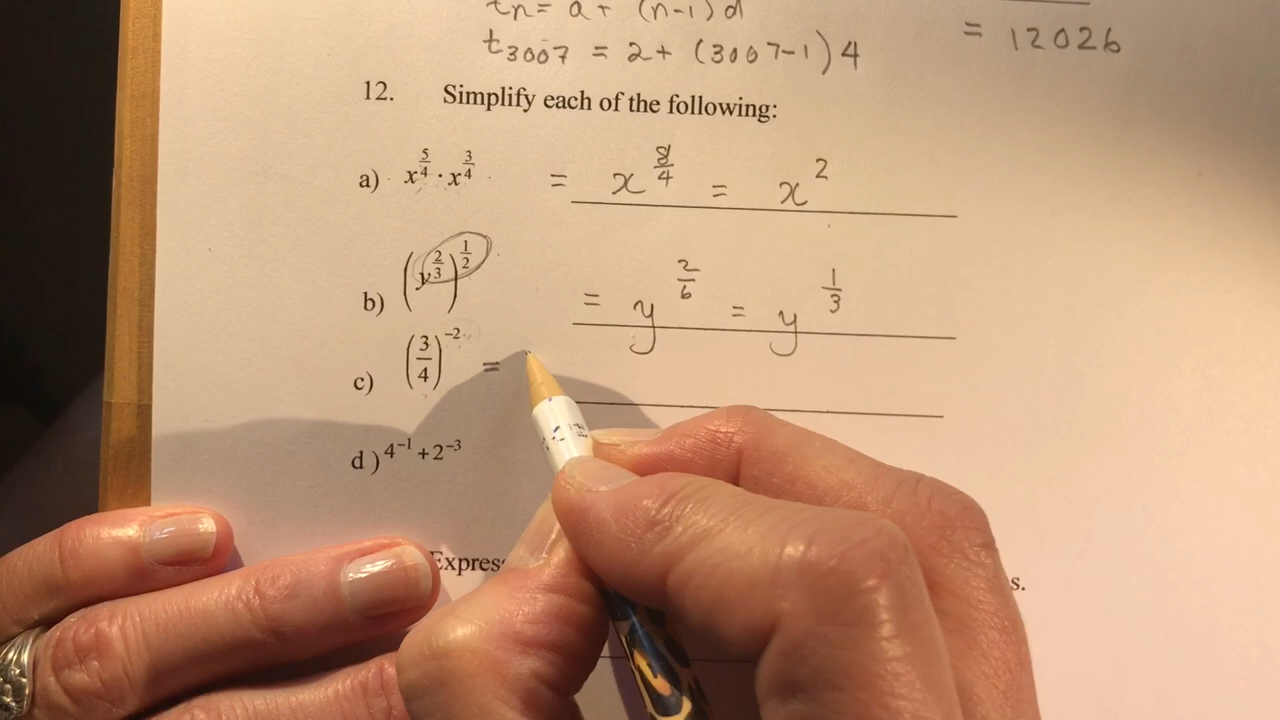 tn = a + (n-1) d
t3007 = 2 + (3007-1) 4 = 12026
12. Simplify each of the following:
a) x^(5/4) · x^(3/4) = x^(8/4) = x^2
b) (y^(2/3))^(1/2) = y^(2/6) = y^(1/3)
c) (3/4)^-2 =
d) 4^-1 + 2^-3
Express
s.